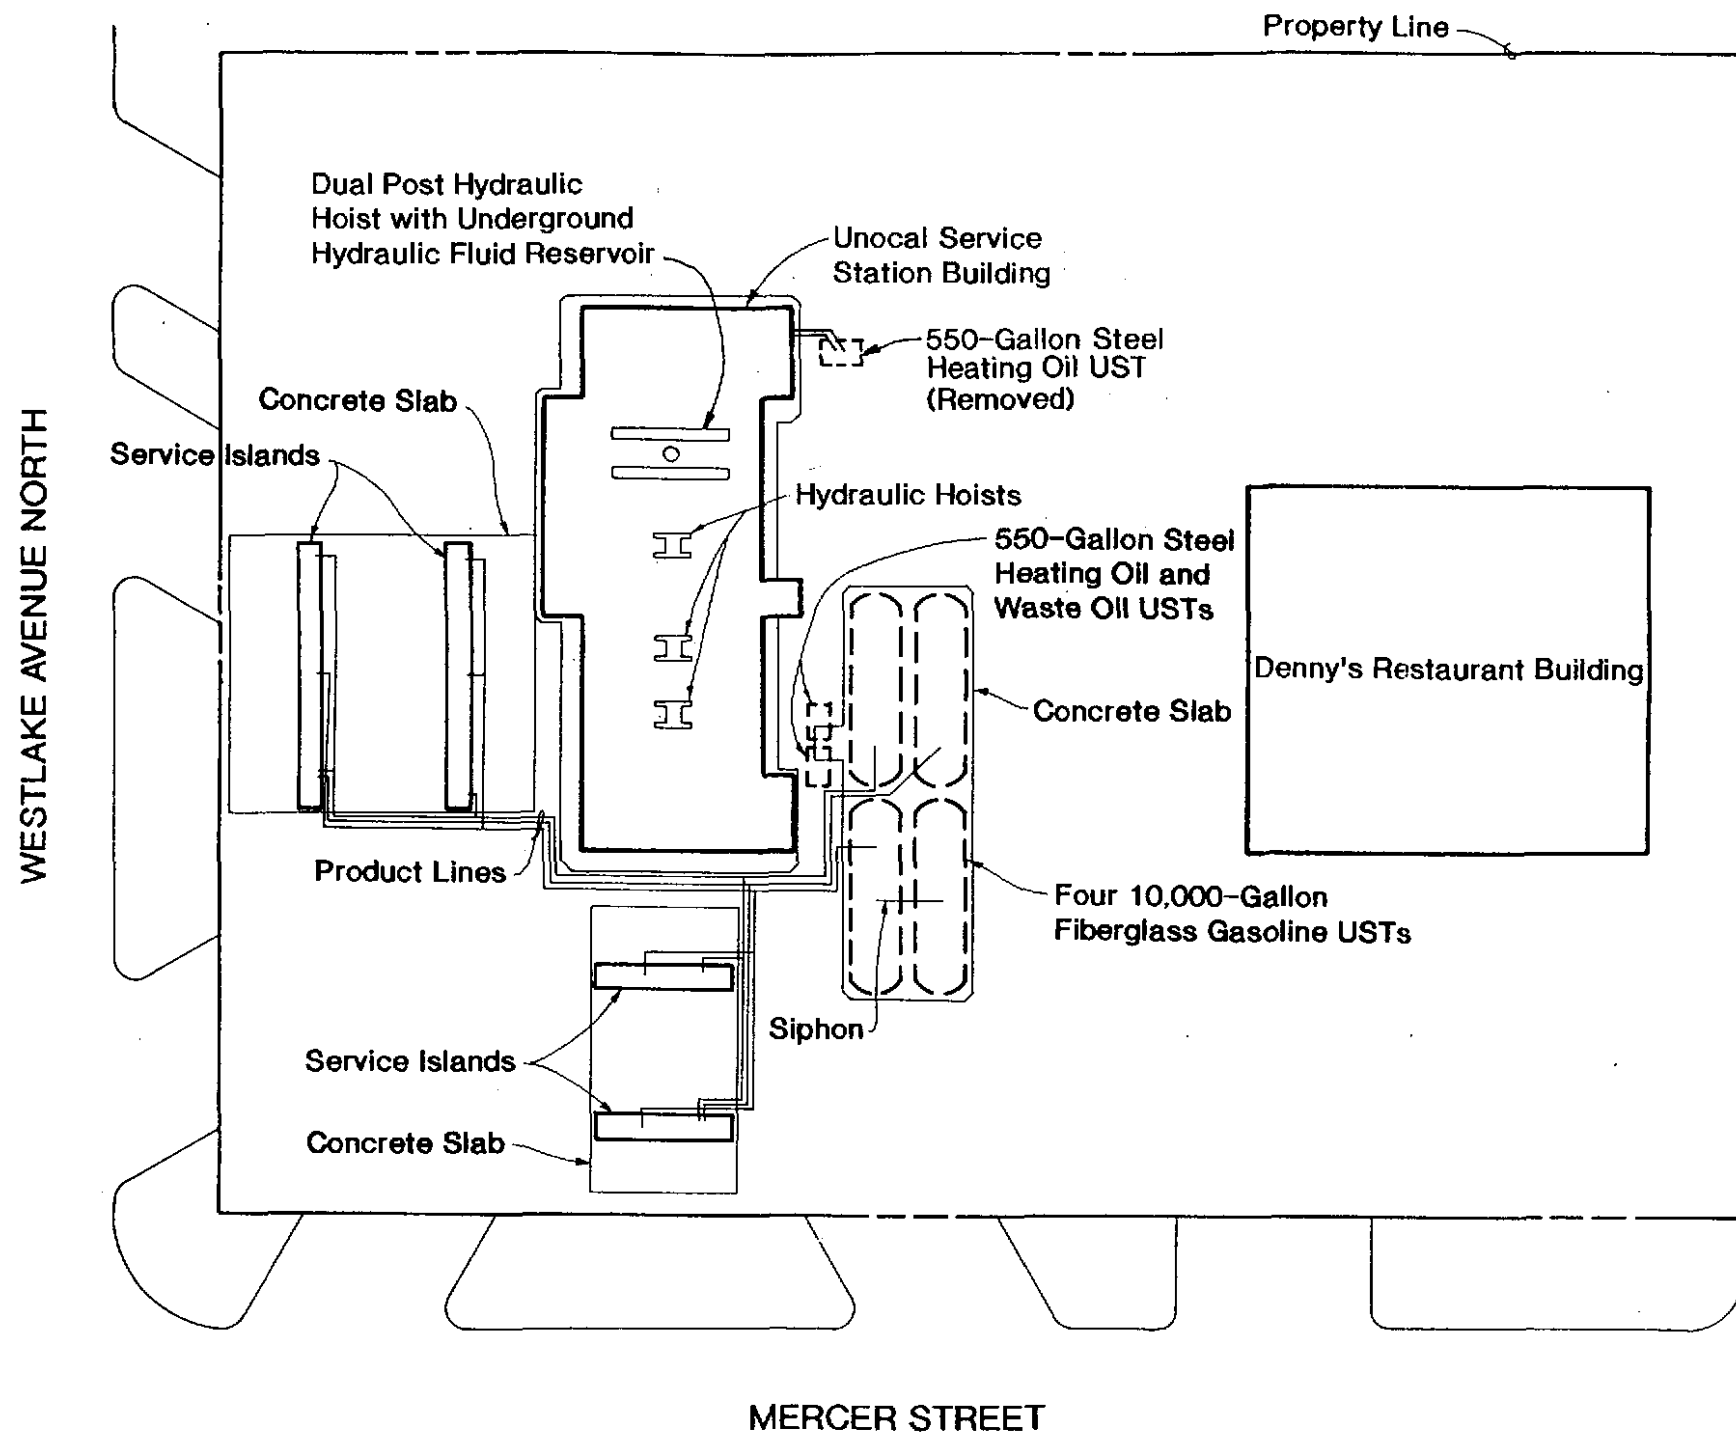 Property Line
Dual Post Hydraulic
Hoist with Underground
Hydraulic Fluid Reservoir
Unocal Service
Station Building
550-Gallon Steel
Heating Oil UST
(Removed)
Concrete Slab
Service Islands
Hydraulic Hoists
550-Gallon Steel
Heating Oil and
Waste Oil USTs
Denny's Restaurant Building
Concrete Slab
WESTLAKE AVENUE NORTH
Product Lines
Four 10,000-Gallon
Fiberglass Gasoline USTs
Siphon
Service Islands
Concrete Slab
MERCER STREET